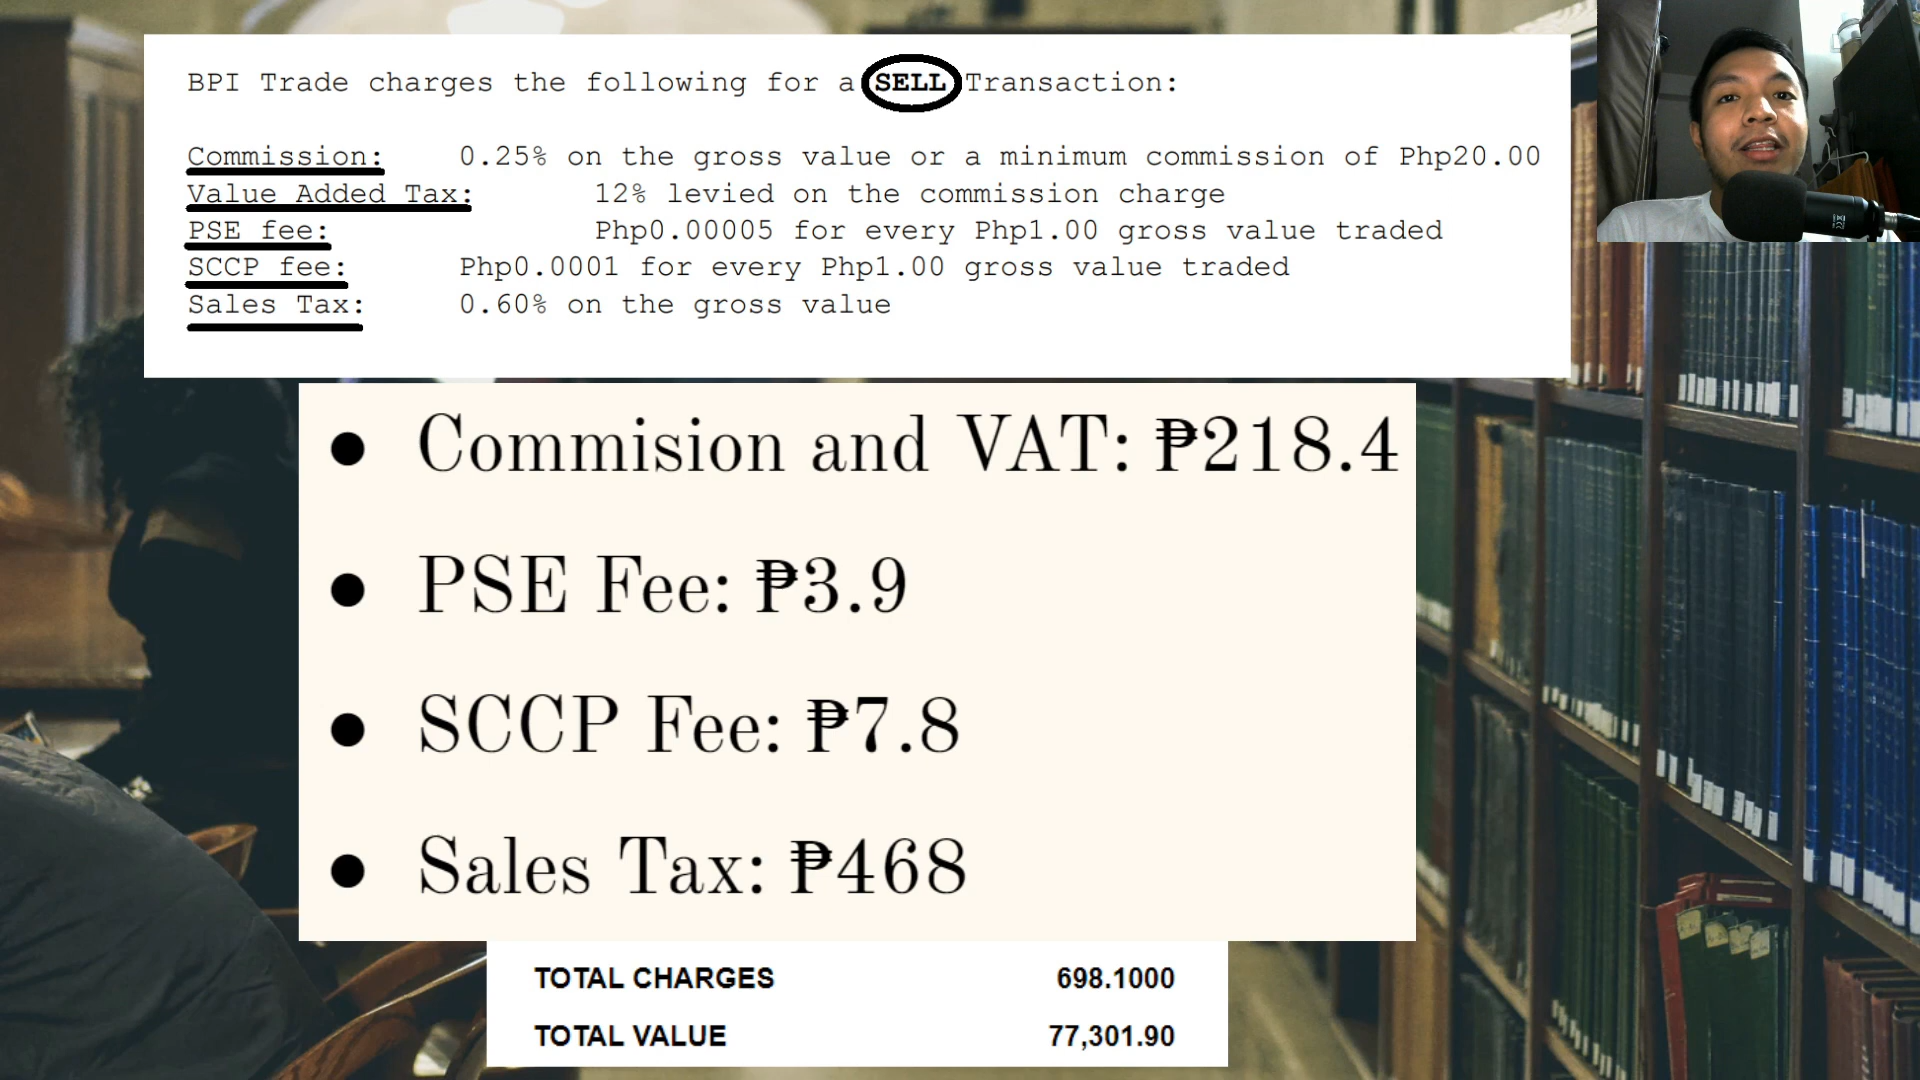 BPI Trade charges the following for a SELL Transaction:
Commission: 0.25% on the gross value or a minimum commission of Php20.00
Value Added Tax: 12% levied on the commission charge
PSE fee: Php0.00005 for every Php1.00 gross value traded
SCCP fee: Php0.0001 for every Php1.00 gross value traded
Sales Tax: 0.60% on the gross value
● Commision and VAT: ₱218.4
● PSE Fee: ₱3.9
● SCCP Fee: ₱7.8
● Sales Tax: ₱468
TOTAL CHARGES 698.1000
TOTAL VALUE 77,301.90